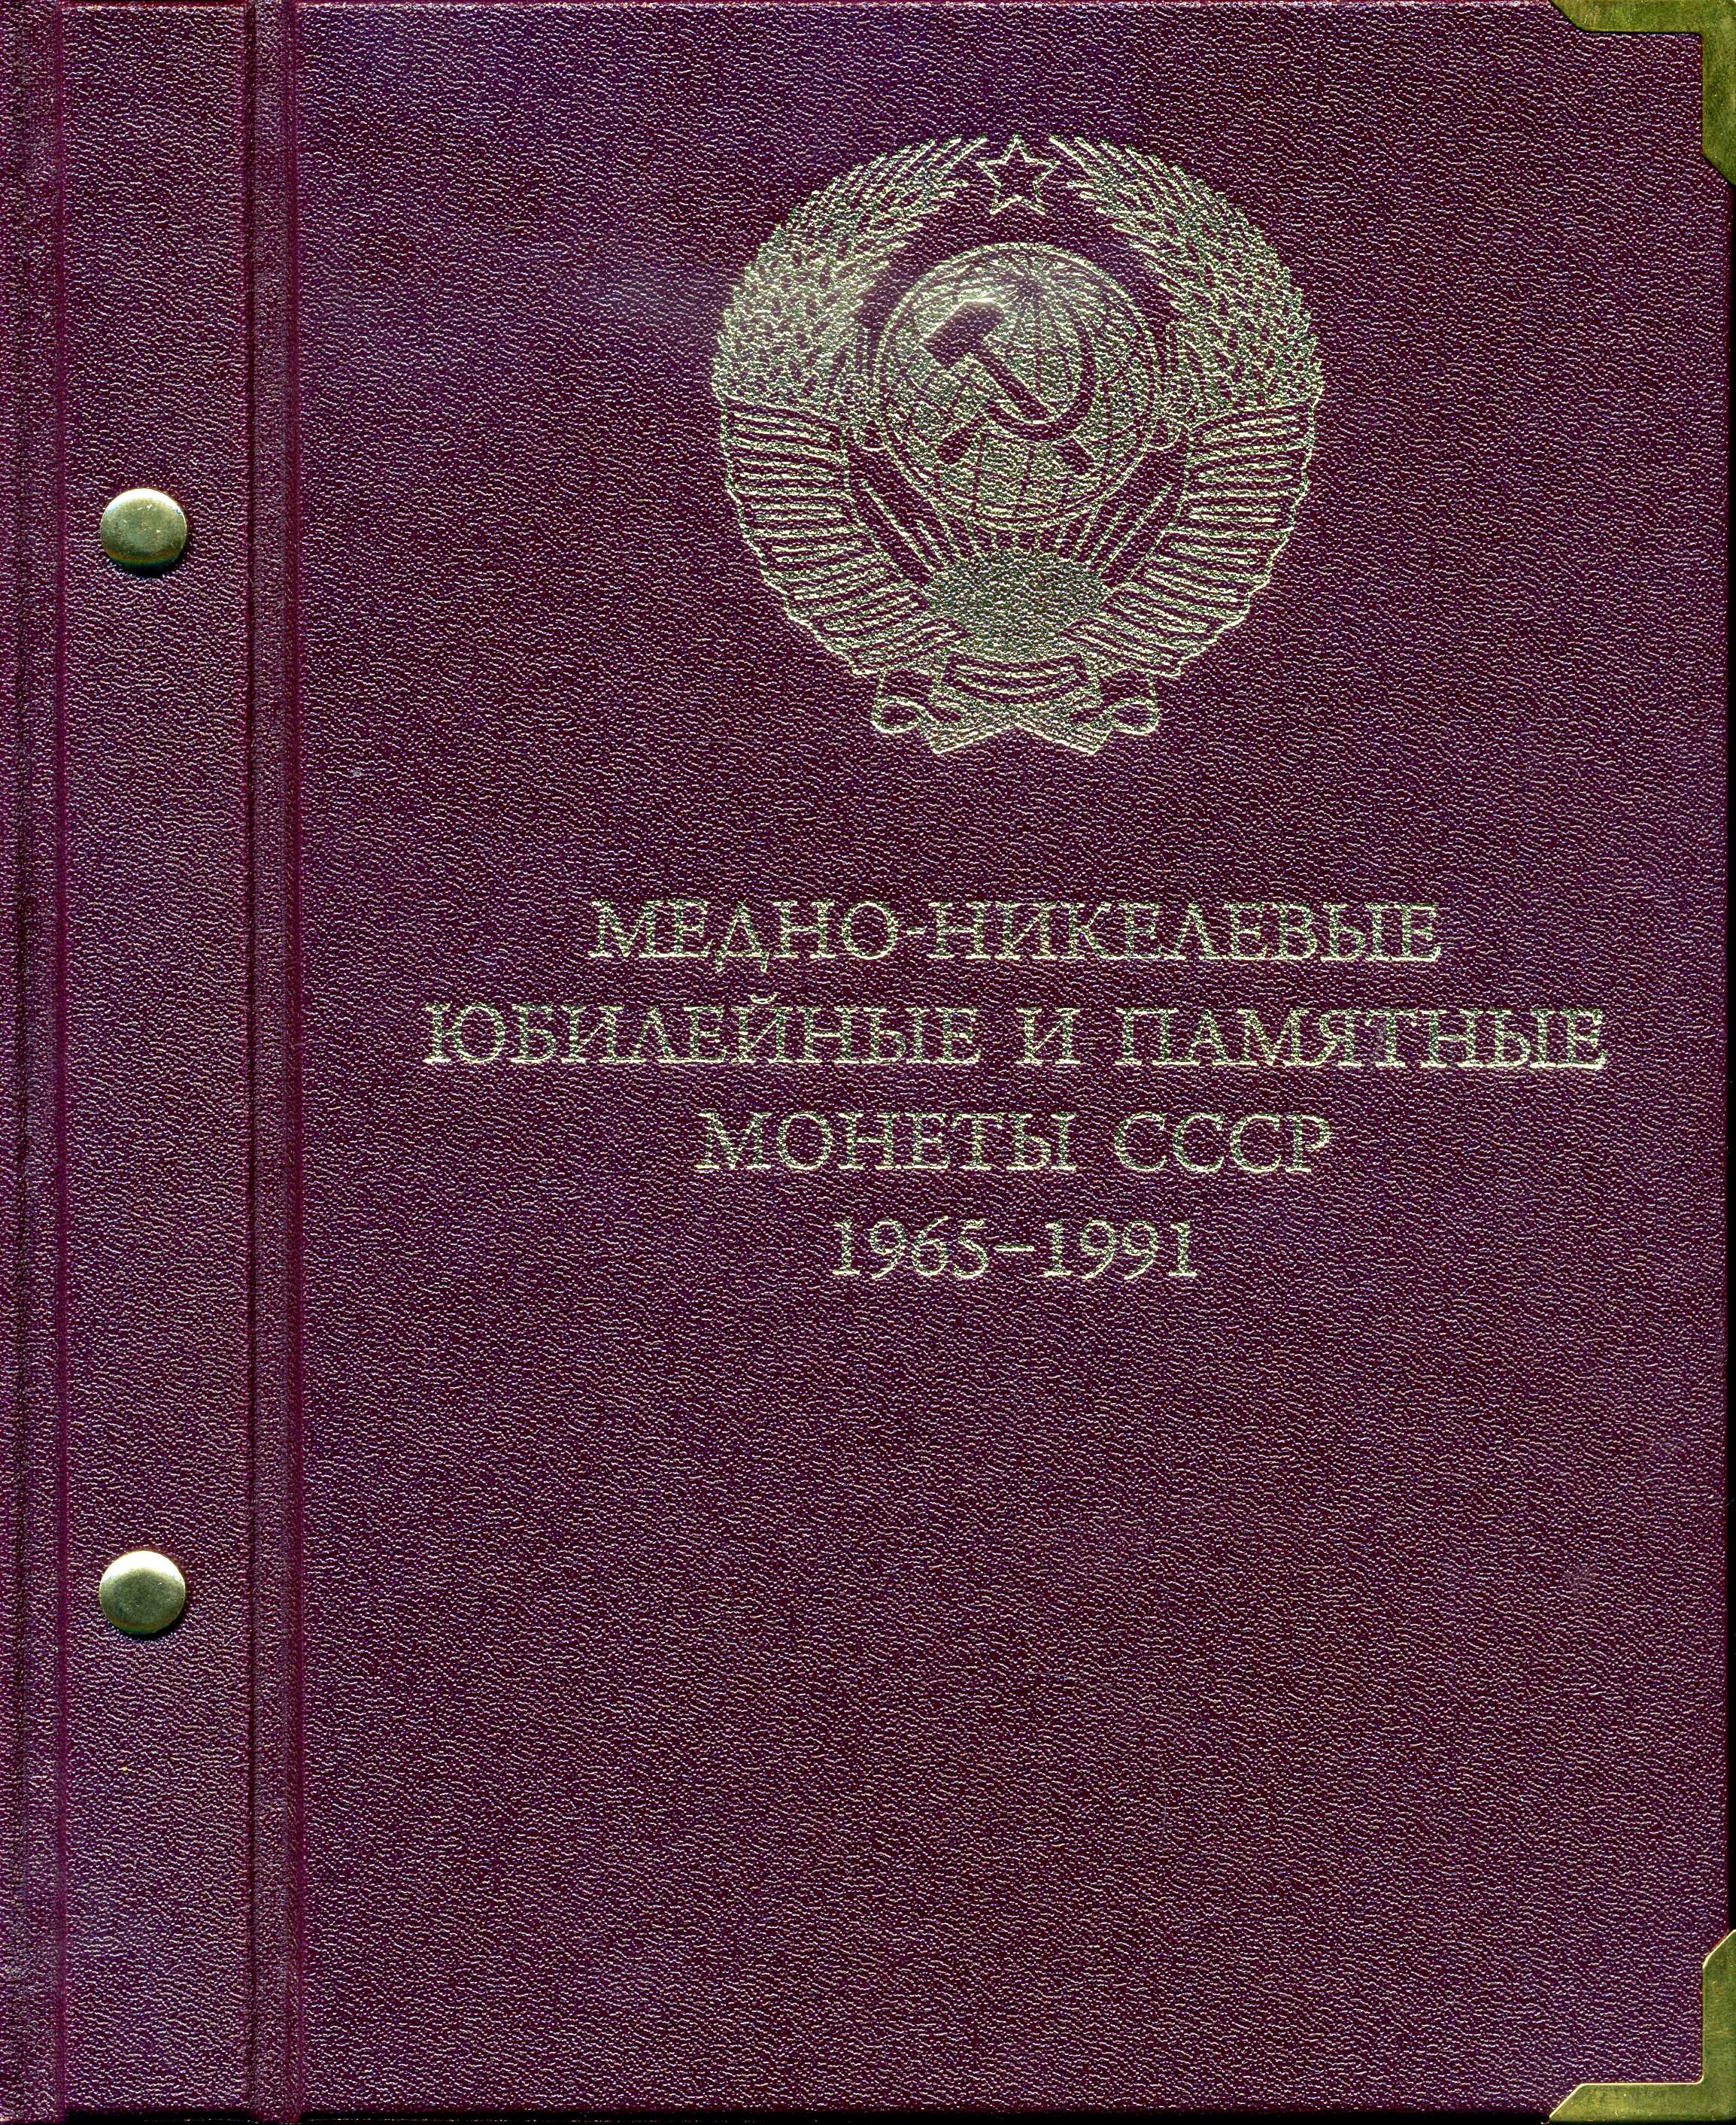 МЕДНО-НИКЕЛЕВЫЕ
ЮБИЛЕЙНЫЕ И ПАМЯТНЫЕ
МОНЕТЫ СССР
1965–1991